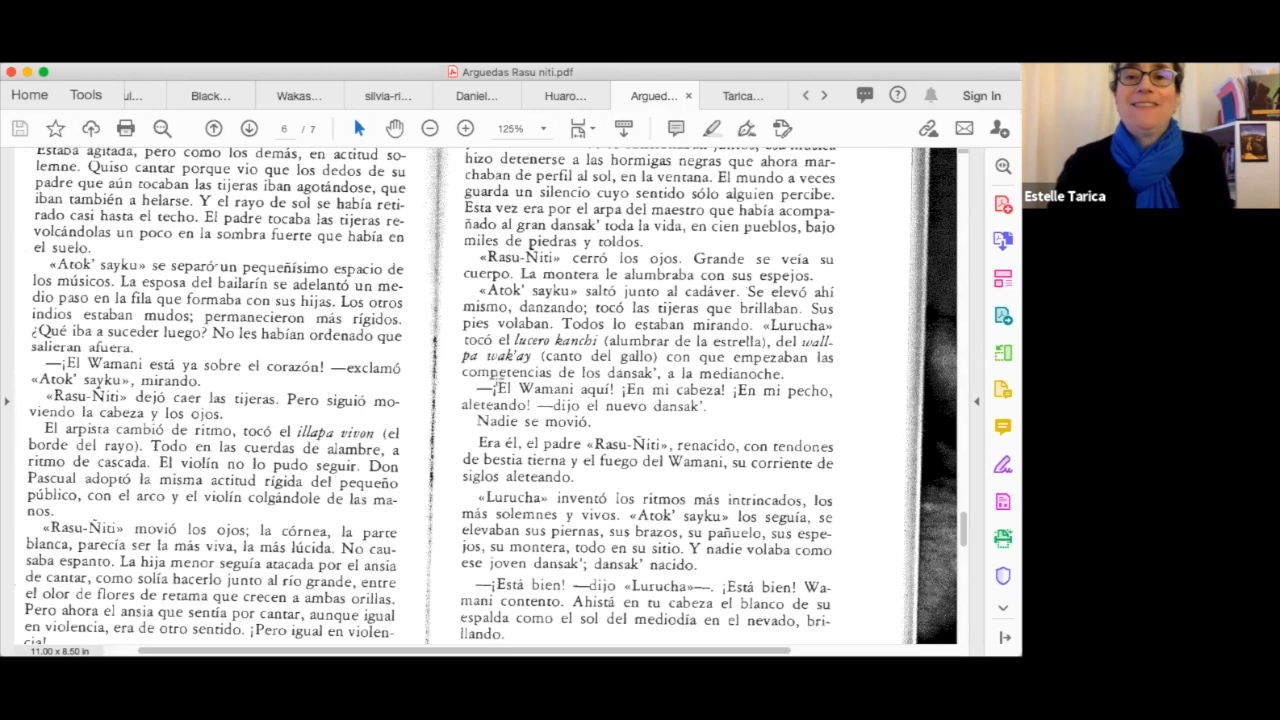 Arguedas Rasu niti.pdf
Home Tools ul... Black... Wakas... silvia-ri... Daniel... Huaro... Argued... × Tarica... Sign In
6 / 7 125%
Estaba agitada, pero como los demás, en actitud so-
lemne. Quiso cantar porque vio que los dedos de su
padre que aún tocaban las tijeras iban agotándose, que
iban también a helarse. Y el rayo de sol se había reti-
rado casi hasta el techo. El padre tocaba las tijeras re-
volcándolas un poco en la sombra fuerte que había en
el suelo.
«Atok' sayku» se separó un pequeñísimo espacio de
los músicos. La esposa del bailarín se adelantó un me-
dio paso en la fila que formaba con sus hijas. Los otros
indios estaban mudos; permanecieron más rígidos.
¿Qué iba a suceder luego? No les habían ordenado que
salieran afuera.
—¡El Wamani está ya sobre el corazón! —exclamó
«Atok' sayku», mirando.
«Rasu-Ñiti» dejó caer las tijeras. Pero siguió mo-
viendo la cabeza y los ojos.
El arpista cambió de ritmo, tocó el illapa vivon (el
borde del rayo). Todo en las cuerdas de alambre, a
ritmo de cascada. El violín no lo pudo seguir. Don
Pascual adoptó la misma actitud rígida del pequeño
público, con el arco y el violín colgándole de las ma-
nos.
«Rasu-Ñiti» movió los ojos; la córnea, la parte
blanca, parecía ser la más viva, la más lúcida. No cau-
saba espanto. La hija menor seguía atacada por el ansia
de cantar, como solía hacerlo junto al río grande, entre
el olor de flores de retama que crecen a ambas orillas.
Pero ahora el ansia que sentía por cantar, aunque igual
en violencia, era de otro sentido. ¡Pero igual en violen-
cia!
hizo detenerse a las hormigas negras que ahora mar-
chaban de perfil al sol, en la ventana. El mundo a veces
guarda un silencio cuyo sentido sólo alguien percibe.
Esta vez era por el arpa del maestro que había acompa-
ñado al gran dansak' toda la vida, en cien pueblos, bajo
miles de piedras y toldos.
«Rasu-Ñiti» cerró los ojos. Grande se veía su
cuerpo. La montera le alumbraba con sus espejos.
«Atok' sayku» saltó junto al cadáver. Se elevó ahí
mismo, danzando; tocó las tijeras que brillaban. Sus
pies volaban. Todos lo estaban mirando. «Lurucha»
tocó el lucero kanchi (alumbrar de la estrella), del wall-
pa wak'ay (canto del gallo) con que empezaban las
competencias de los dansak', a la medianoche.
—¡El Wamani aquí! ¡En mi cabeza! ¡En mi pecho,
aleteando! —dijo el nuevo dansak'.
Nadie se movió.
Era él, el padre «Rasu-Ñiti», renacido, con tendones
de bestia tierna y el fuego del Wamani, su corriente de
siglos aleteando.
«Lurucha» inventó los ritmos más intrincados, los
más solemnes y vivos. «Atok' sayku» los seguía, se
elevaban sus piernas, sus brazos, su pañuelo, sus espe-
jos, su montera, todo en su sitio. Y nadie volaba como
ese joven dansak'; dansak' nacido.
—¡Está bien! —dijo «Lurucha»—. ¡Está bien! Wa-
mani contento. Ahistá en tu cabeza el blanco de su
espalda como el sol del mediodía en el nevado, bri-
llando.
11.00 x 8.50 in
Estelle Tarica